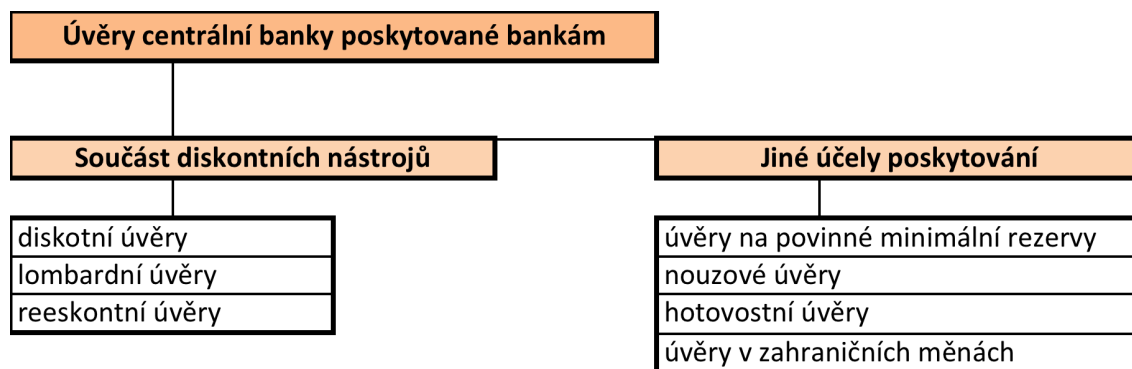 Úvěry centrální banky poskytované bankám
Součást diskontních nástrojů
Jiné účely poskytování
diskotní úvěry
lombardní úvěry
reeskontní úvěry
úvěry na povinné minimální rezervy
nouzové úvěry
hotovostní úvěry
úvěry v zahraničních měnách